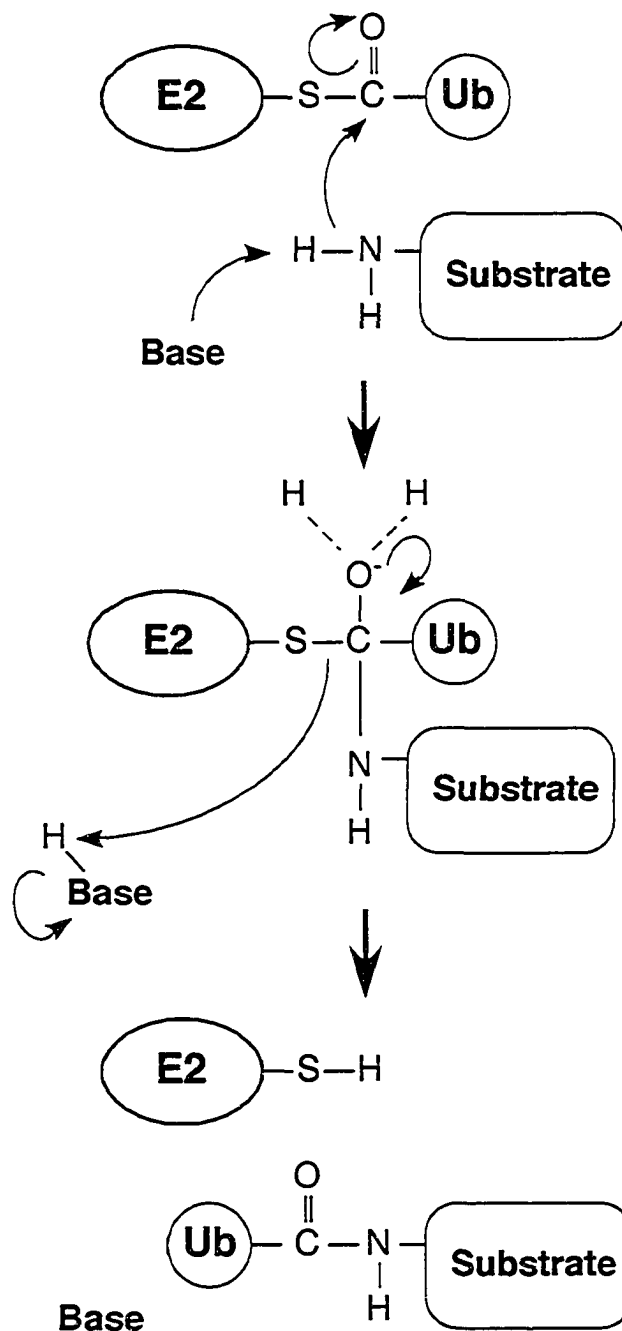 O
E2 S C Ub
H N Substrate
H
Base
H H
O-
E2 S C Ub
N Substrate
H
H
Base
E2 S H
O
Ub C N Substrate
H
Base